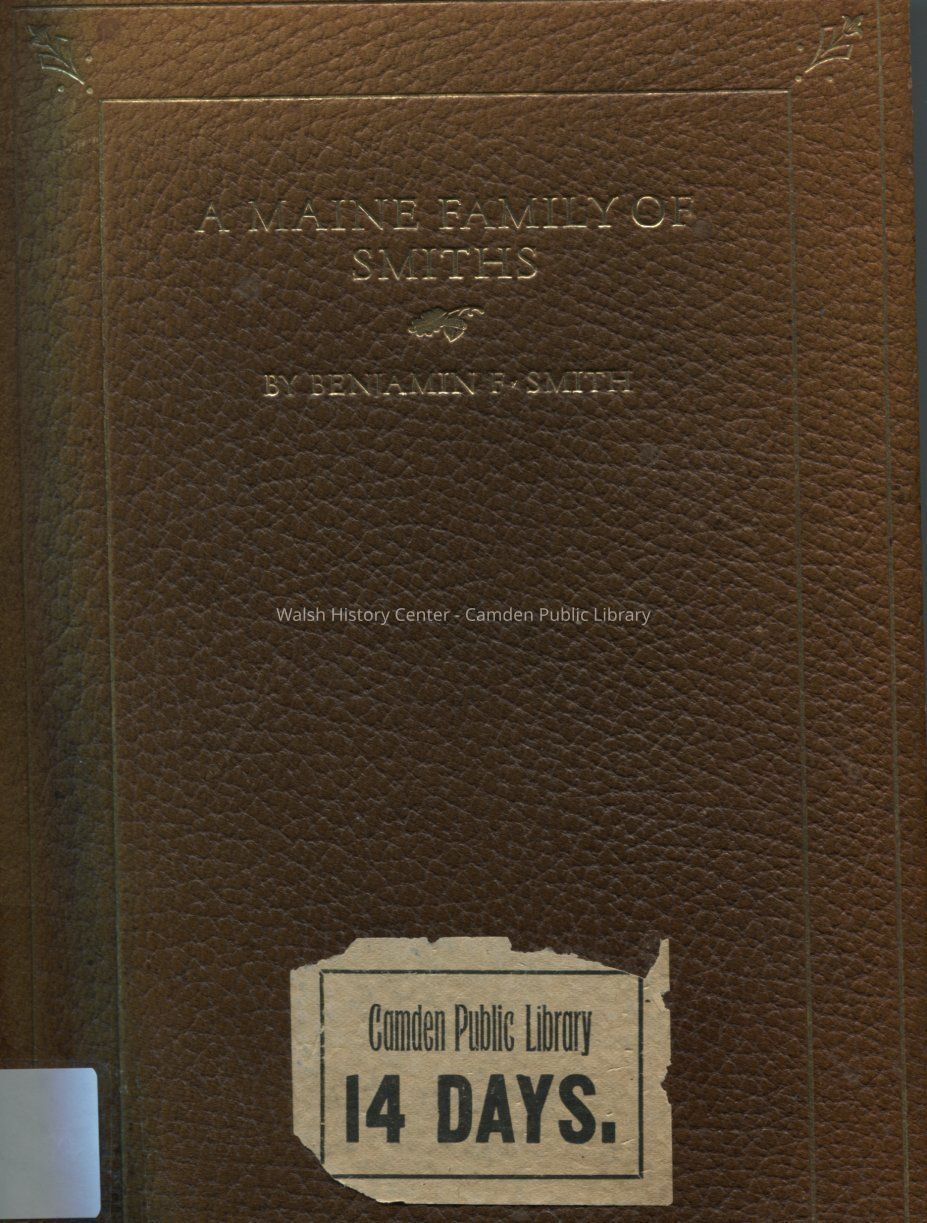 A MAINE FAMILY OF
SMITHS
BY BENJAMIN F. SMITH
Walsh History Center - Camden Public Library
Camden Public Library
14 DAYS.